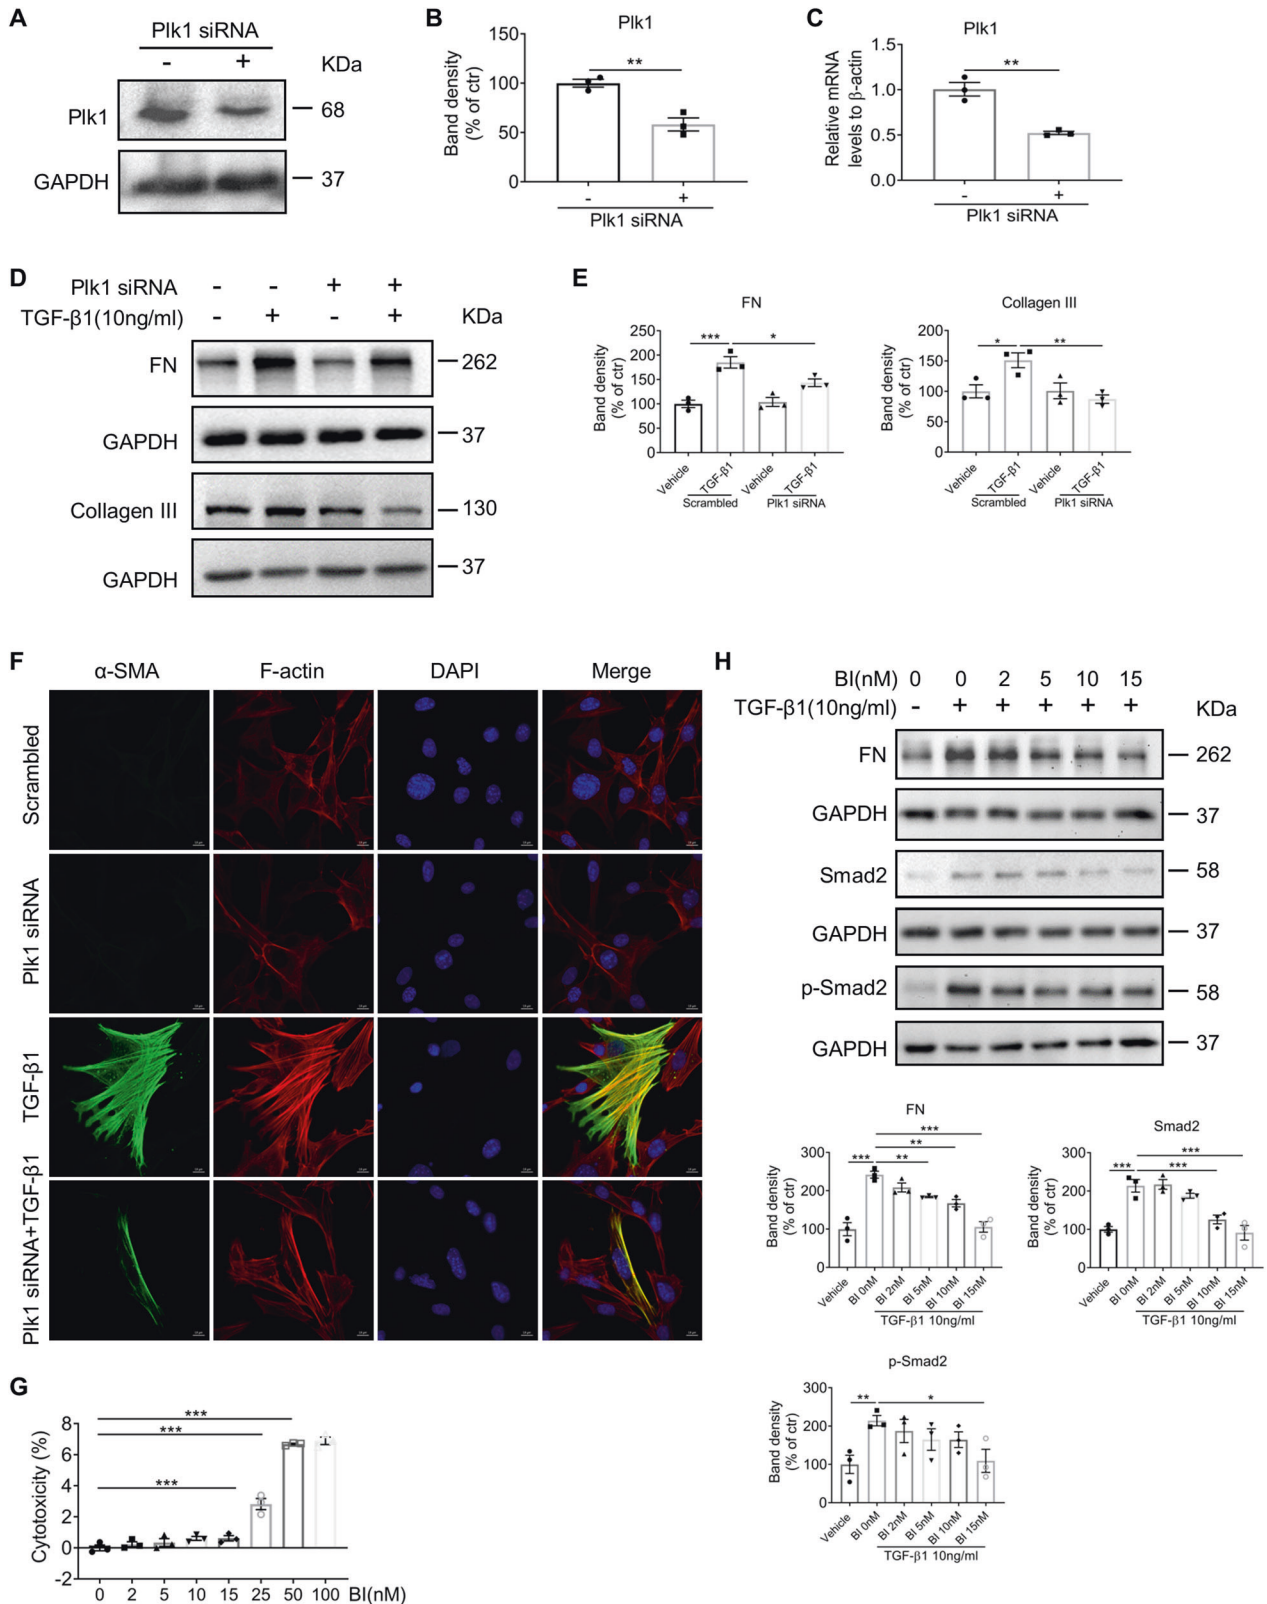 A
Plk1 siRNA
- + KDa
Plk1
68
GAPDH
37
B
Plk1
Band density
(% of ctr)
150
100
50
0
**
- +
Plk1 siRNA
C
Plk1
Relative mRNA
levels to β-actin
1.5
1.0
0.5
0.0
**
- +
Plk1 siRNA
D
Plk1 siRNA - - + +
TGF-β1(10ng/ml) - + - + KDa
FN
262
GAPDH
37
Collagen III
130
GAPDH
37
E
FN
Band density
(% of ctr)
250
200
150
100
50
0
*** *
Vehicle TGF-β1 Vehicle TGF-β1
Scrambled Plk1 siRNA
Collagen III
Band density
(% of ctr)
200
150
100
50
0
* **
Vehicle TGF-β1 Vehicle TGF-β1
Scrambled Plk1 siRNA
F
α-SMA F-actin DAPI Merge
Scrambled
Plk1 siRNA
TGF-β1
Plk1 siRNA+TGF-β1
G
Cytotoxicity (%)
8
6
4
2
0
-2
***
***
***
0 2 5 10 15 25 50 100 BI(nM)
H
BI(nM) 0 0 2 5 10 15
TGF-β1(10ng/ml) - + + + + + KDa
FN
262
GAPDH
37
Smad2
58
GAPDH
37
p-Smad2
58
GAPDH
37
FN
Band density
(% of ctr)
300
200
100
0
***
**
*** **
Vehicle BI 0nM BI 2nM BI 5nM BI 10nM BI 15nM
TGF-β1 10ng/ml
Smad2
Band density
(% of ctr)
300
200
100
0
***
*** ***
Vehicle BI 0nM BI 2nM BI 5nM BI 10nM BI 15nM
TGF-β1 10ng/ml
p-Smad2
Band density
(% of ctr)
300
200
100
0
** *
Vehicle BI 0nM BI 2nM BI 5nM BI 10nM BI 15nM
TGF-β1 10ng/ml